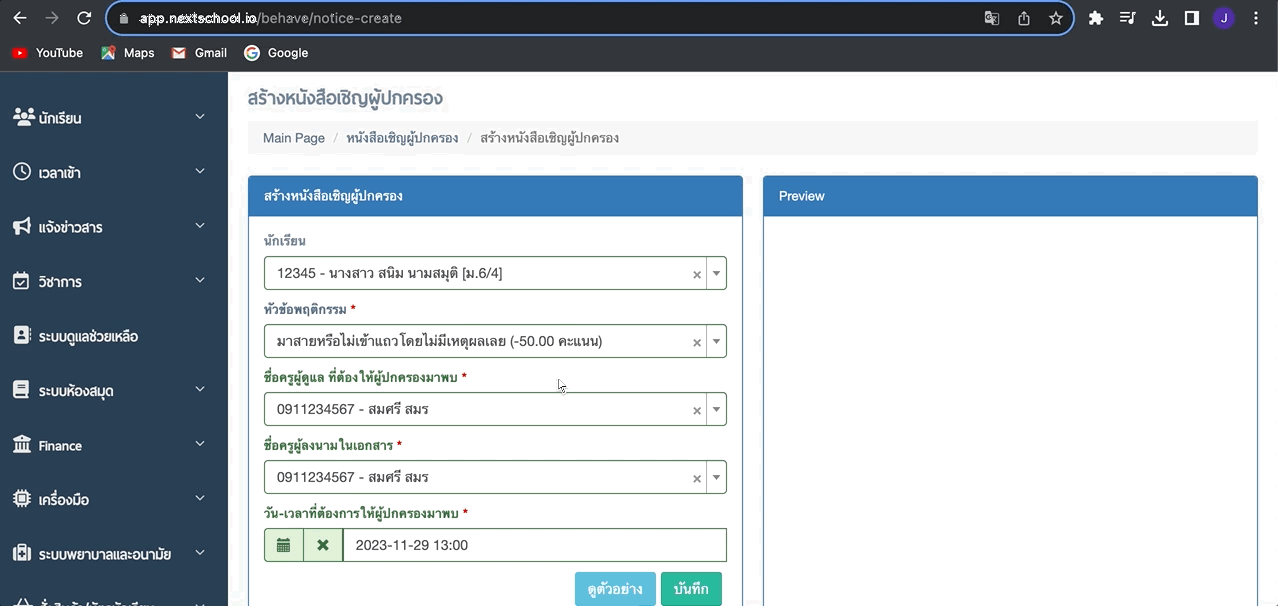 app.nextschool.io/behave/notice-create
YouTube Maps Gmail Google
J
สร้างหนังสือเชิญผู้ปกครอง
Main Page / หนังสือเชิญผู้ปกครอง / สร้างหนังสือเชิญผู้ปกครอง
นักเรียน
เวลาเข้า
แจ้งข่าวสาร
วิชาการ
ระบบดูแลช่วยเหลือ
ระบบห้องสมุด
Finance
เครื่องมือ
ระบบพยาบาลและอนามัย
สร้างหนังสือเชิญผู้ปกครอง
นักเรียน
12345 - นางสาว สนิม นามสมุติ [ม.6/4] ×
หัวข้อพฤติกรรม *
มาสายหรือไม่เข้าแถวโดยไม่มีเหตุผลเลย (-50.00 คะแนน) ×
ชื่อครูผู้ดูแล ที่ต้องให้ผู้ปกครองมาพบ *
0911234567 - สมศรี สมร ×
ชื่อครูผู้ลงนามในเอกสาร *
0911234567 - สมศรี สมร ×
วัน-เวลาที่ต้องการให้ผู้ปกครองมาพบ *
2023-11-29 13:00
ดูตัวอย่าง บันทึก
Preview